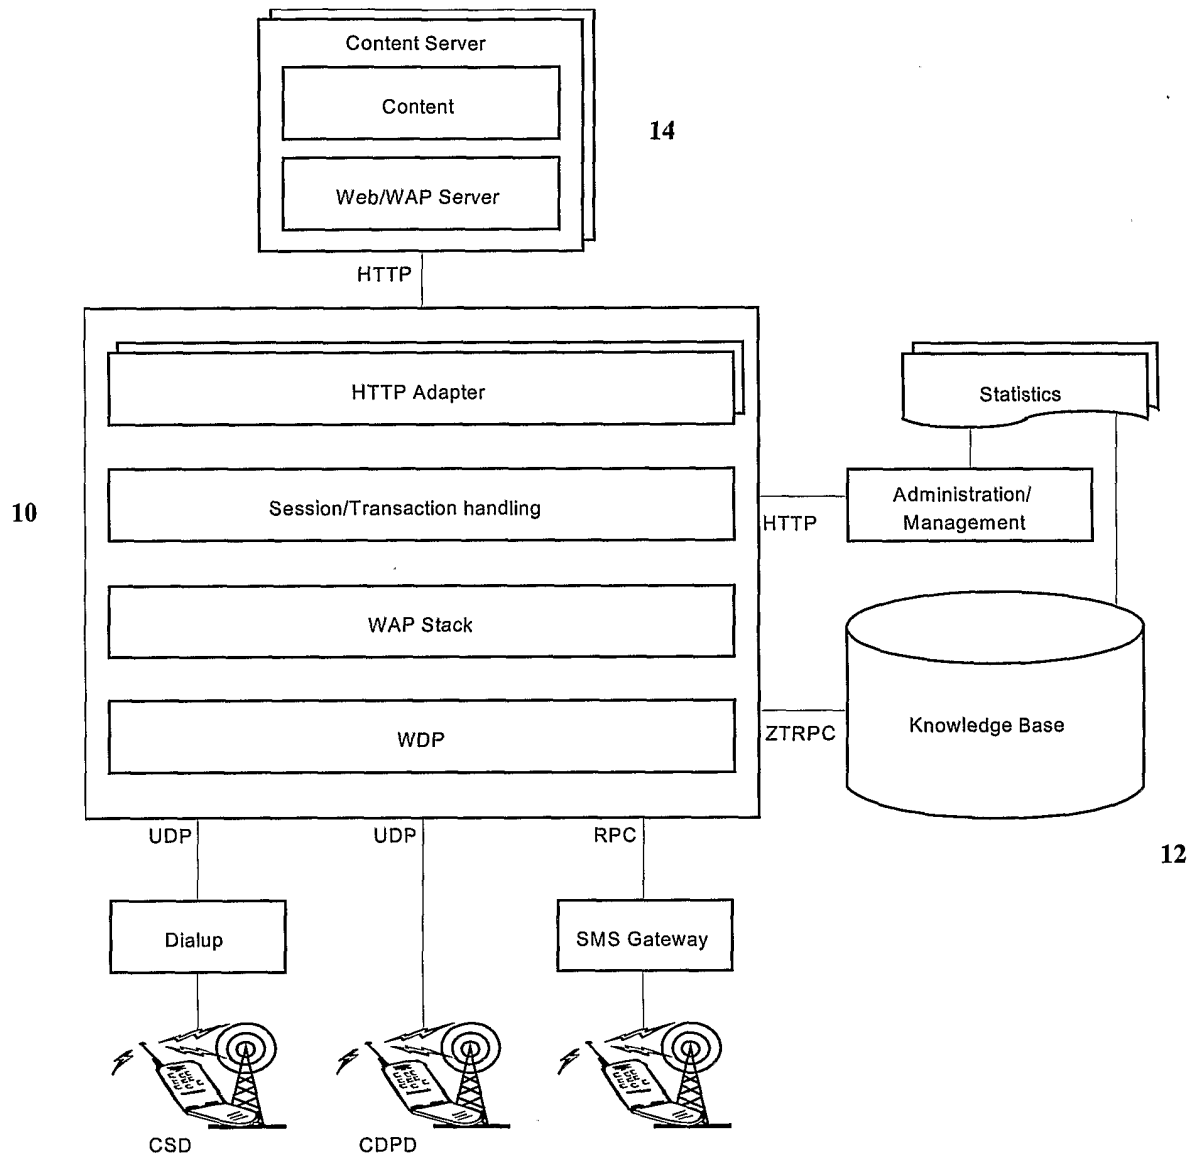 Content Server
Content
14
Web/WAP Server
HTTP
HTTP Adapter
Statistics
10
Session/Transaction handling
Administration/
Management
HTTP
WAP Stack
WDP
ZTRPC
Knowledge Base
UDP
UDP
RPC
12
Dialup
SMS Gateway
CSD
CDPD